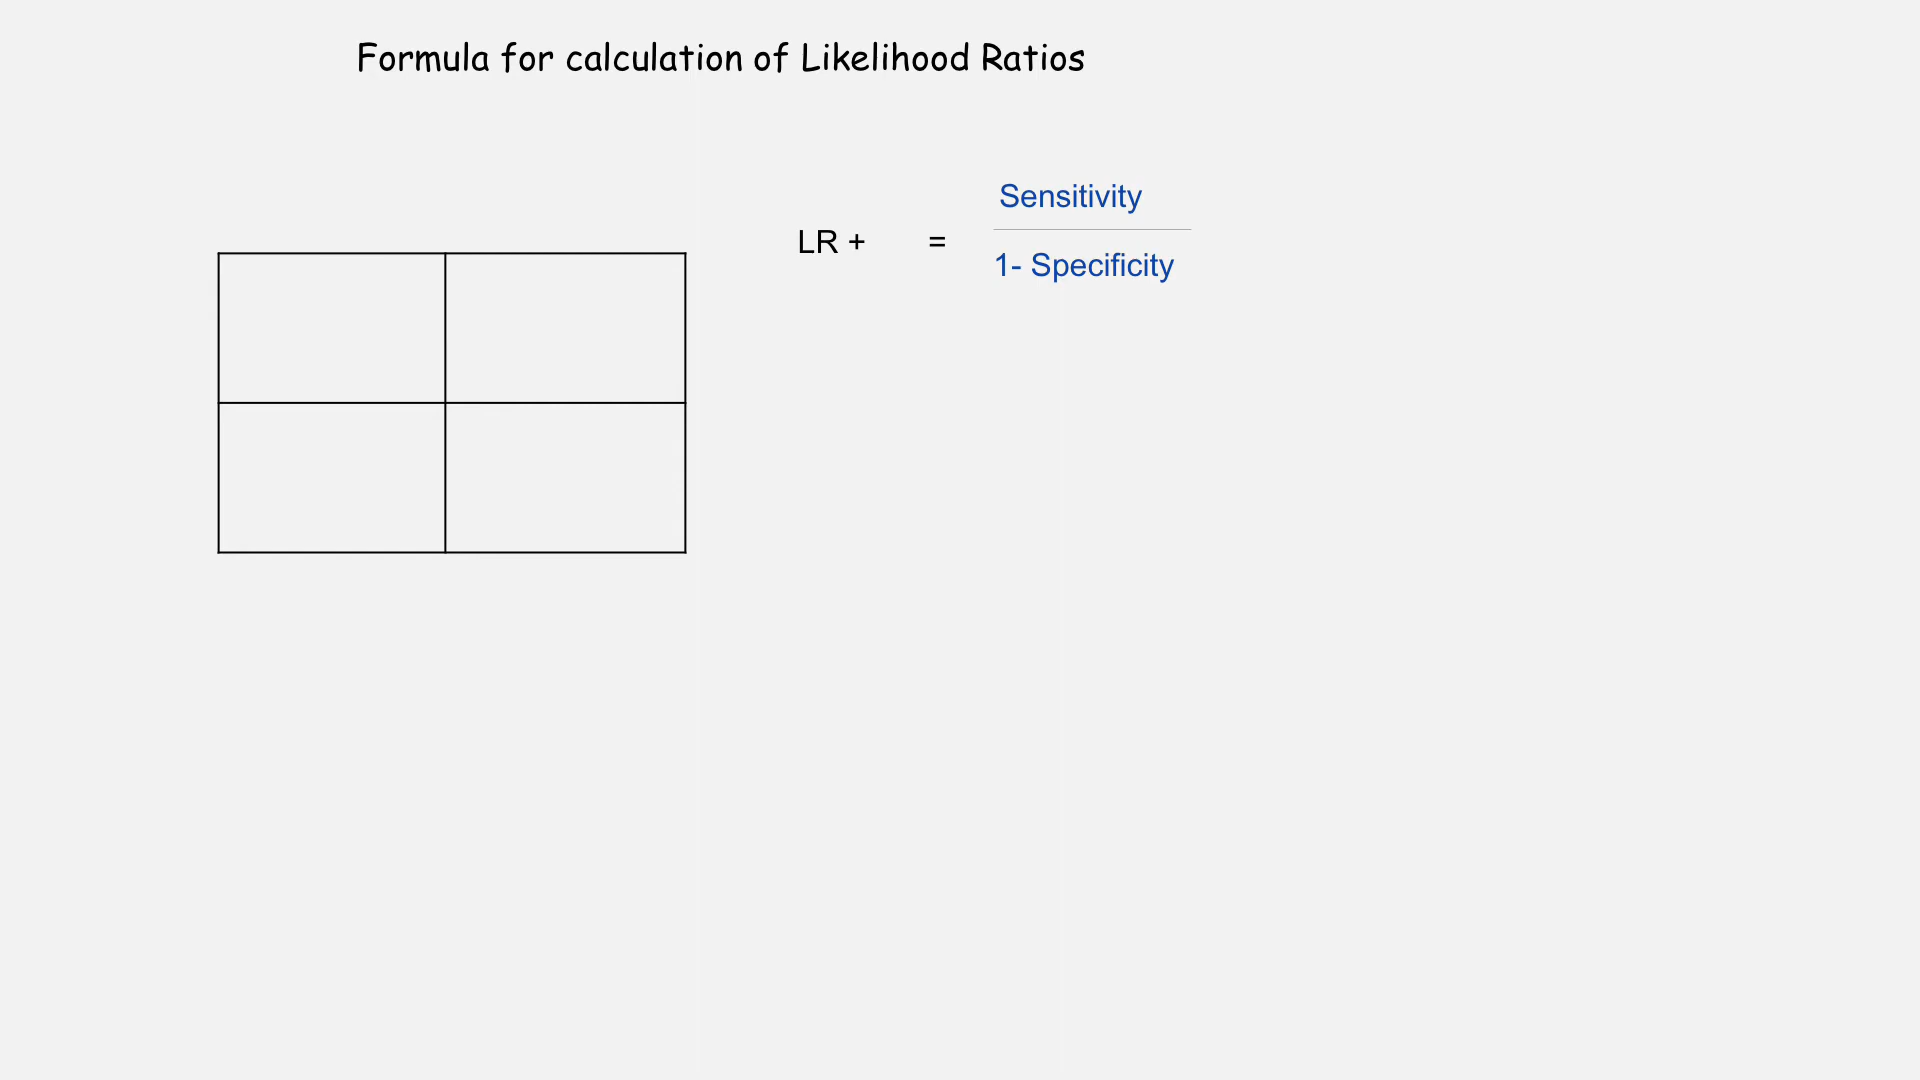 Formula for calculation of Likelihood Ratios
Sensitivity
LR + =
1- Specificity